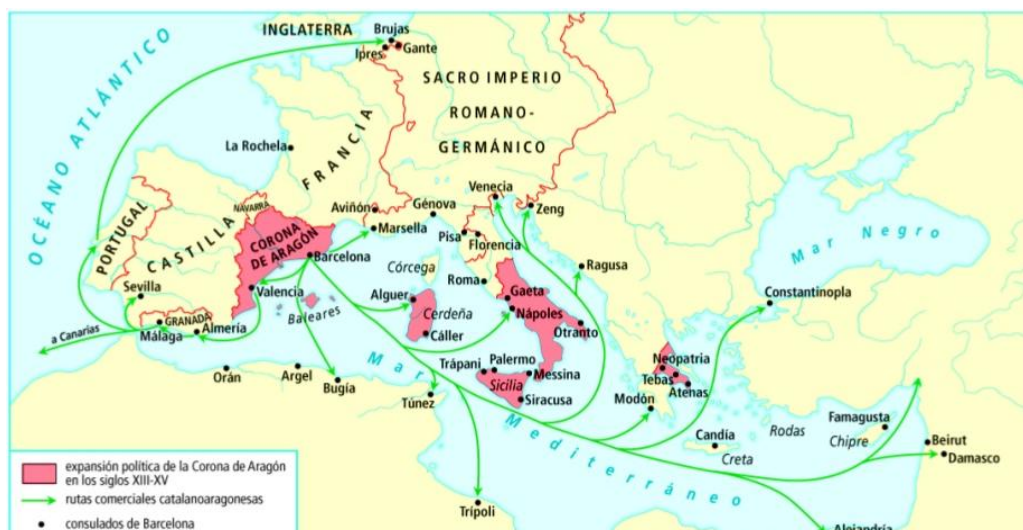 INGLATERRA
Brujas
Ipres
Gante
OCÉANO ATLÁNTICO
SACRO IMPERIO
ROMANO-
GERMÁNICO
La Rochela
FRANCIA
Venecia
Zeng
Aviñón
Génova
Marsella
Pisa
Florencia
NAVARRA
PORTUGAL
CASTILLA
CORONA
DE ARAGÓN
Barcelona
Mar Negro
Córcega
Roma
Ragusa
Sevilla
Valencia
Baleares
Alguer
Cerdeña
Gaeta
Nápoles
Constantinopla
GRANADA
Almería
Málaga
a Canarias
Cáller
Otranto
Orán
Argel
Bugía
Mar Mediterráneo
Trápani
Palermo
Messina
Sicilia
Siracusa
Neopatria
Tebas
Atenas
Túnez
Modón
Candía
Creta
Rodas
Famagusta
Chipre
Beirut
Damasco
Trípoli
Alejandría
expansión política de la Corona de Aragón
en los siglos XIII-XV
rutas comerciales catalanoaragonesas
consulados de Barcelona